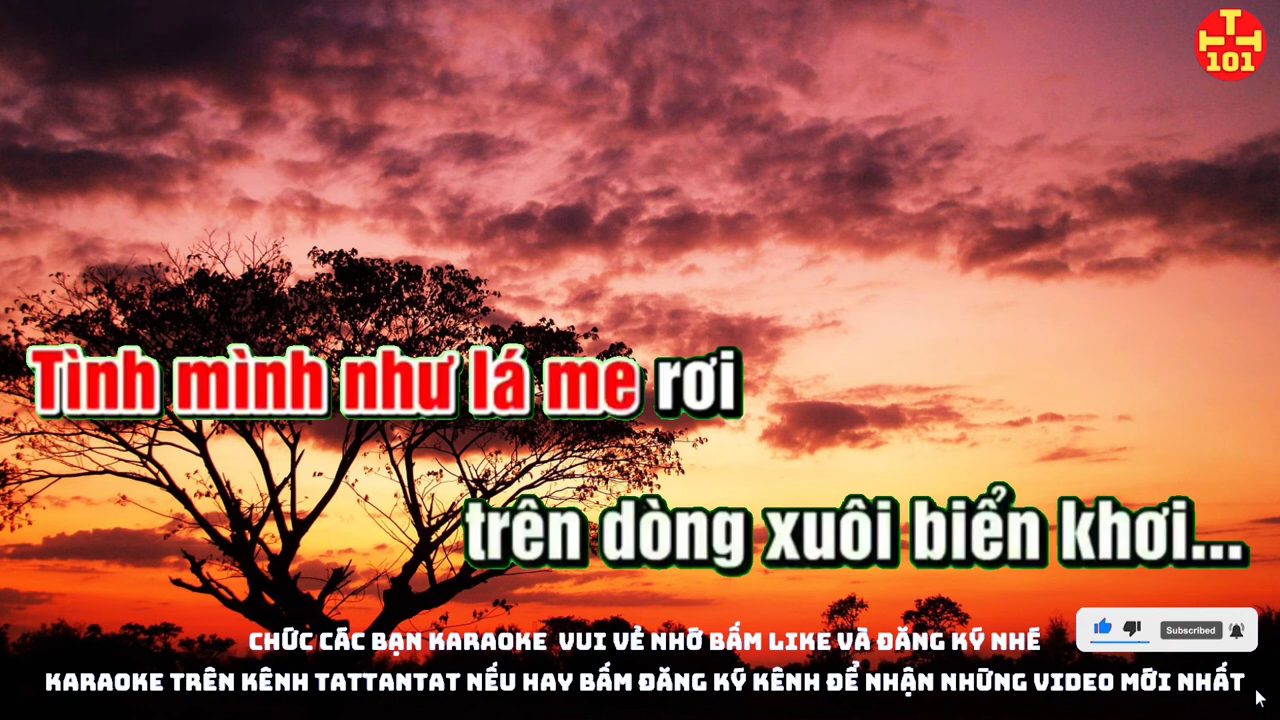 T
TT
101
Tình mình như lá me rơi
trên dòng xuôi biển khơi...
CHỨC CÁC BẠN KARAOKE VUI VẺ NHỚ BẤM LIKE VÀ ĐĂNG KÝ NHÉ
Subscribed
KARAOKE TRÊN KÊNH TATTANTAT NẾU HAY BẤM ĐĂNG KÝ KÊNH ĐỂ NHẬN NHỮNG VIDEO MỚI NHẤT